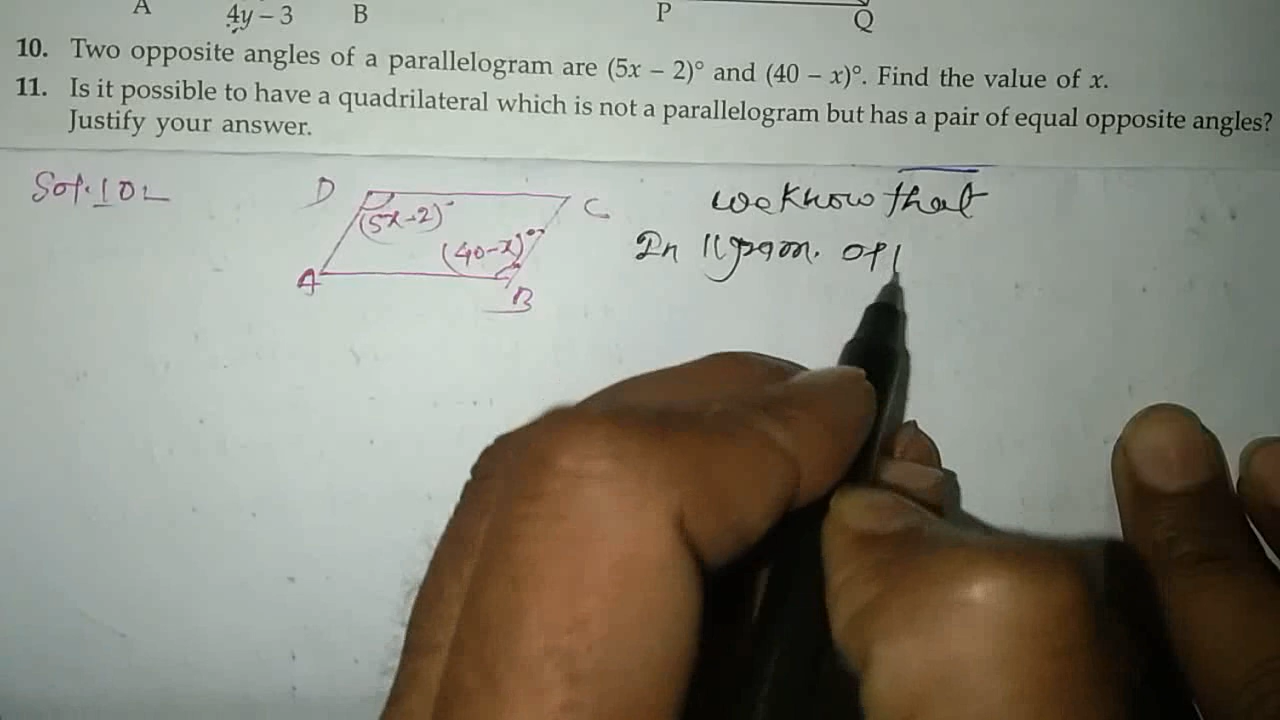 A 4y – 3 B P Q
10. Two opposite angles of a parallelogram are (5x – 2)° and (40 – x)°. Find the value of x.
11. Is it possible to have a quadrilateral which is not a parallelogram but has a pair of equal opposite angles?
Justify your answer.
Sol. 10
D C
(5x-2)°
(40-x)°
A B
we know that
In ||gram. opp